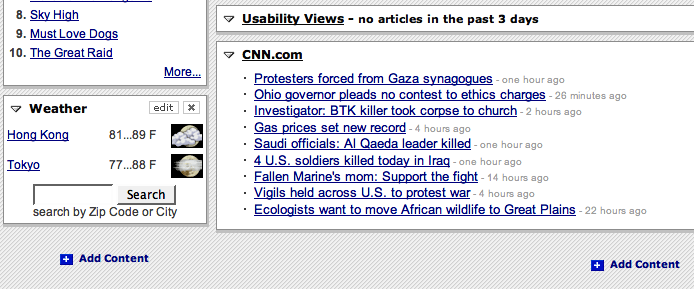 8. Sky High
9. Must Love Dogs
10. The Great Raid
More...
Weather edit
Hong Kong 81...89 F
Tokyo 77...88 F
Search
search by Zip Code or City
Add Content
Usability Views - no articles in the past 3 days
CNN.com
· Protesters forced from Gaza synagogues - one hour ago
· Ohio governor pleads no contest to ethics charges - 26 minutes ago
· Investigator: BTK killer took corpse to church - 2 hours ago
· Gas prices set new record - 4 hours ago
· Saudi officials: Al Qaeda leader killed - one hour ago
· 4 U.S. soldiers killed today in Iraq - one hour ago
· Fallen Marine's mom: Support the fight - 14 hours ago
· Vigils held across U.S. to protest war - 4 hours ago
· Ecologists want to move African wildlife to Great Plains - 22 hours ago
Add Content